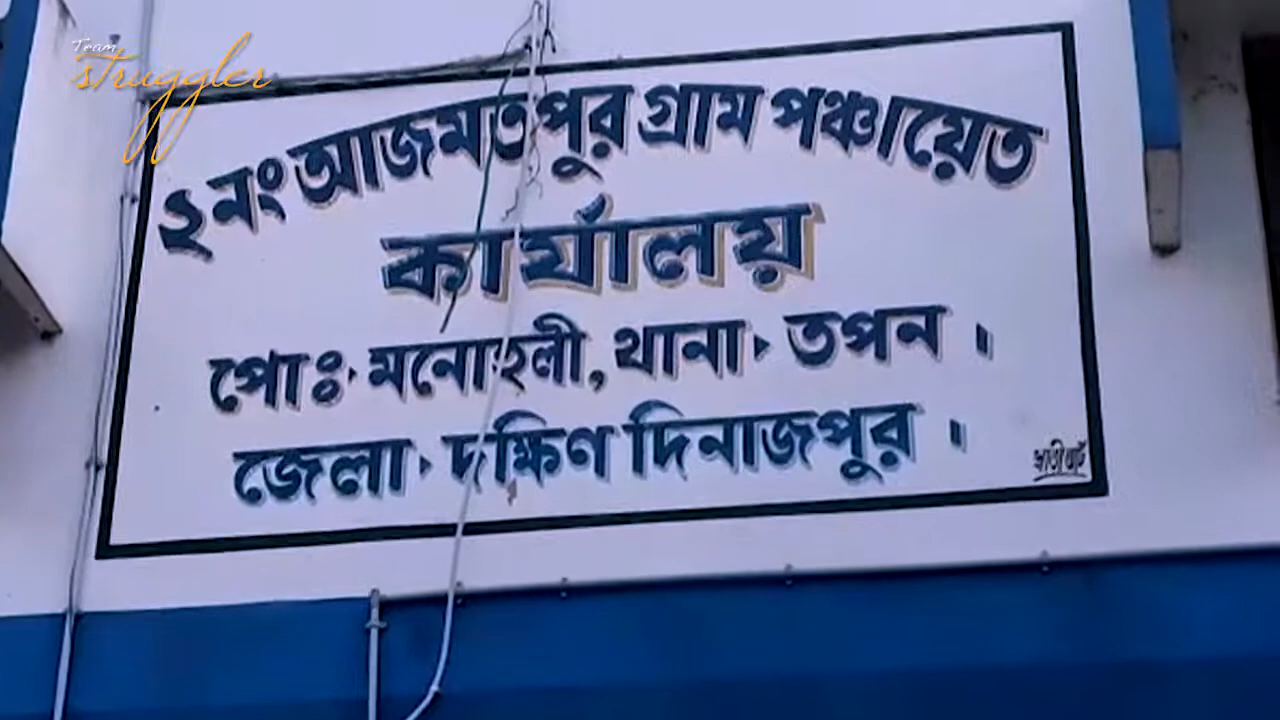 Team
struggler
২নং আজমতপুর গ্রাম পঞ্চায়েত
কার্যালয়
পোঃ· মনোহলী, থানা· তপন ।
জেলা· দক্ষিণ দিনাজপুর ।